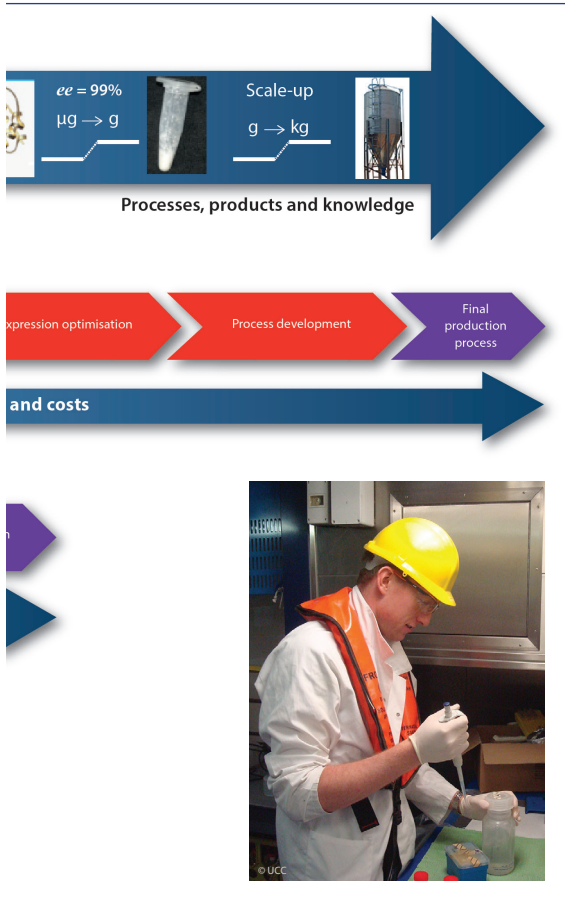 ee = 99%
µg → g
Scale-up
g → kg
Processes, products and knowledge
xpression optimisation
Process development
Final
production
process
and costs
n
FRO
© UCC